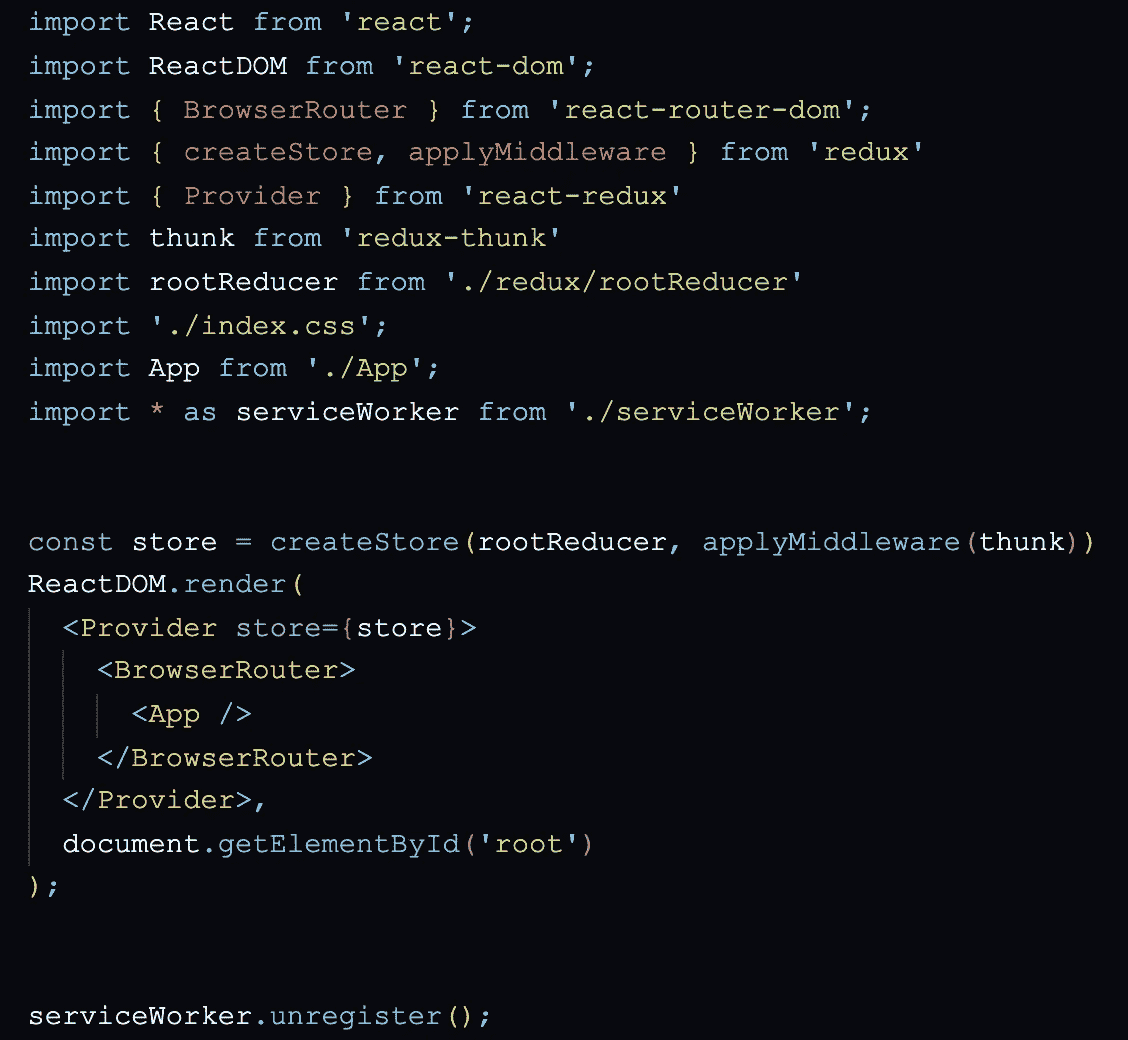 import React from 'react';
import ReactDOM from 'react-dom';
import { BrowserRouter } from 'react-router-dom';
import { createStore, applyMiddleware } from 'redux'
import { Provider } from 'react-redux'
import thunk from 'redux-thunk'
import rootReducer from './redux/rootReducer'
import './index.css';
import App from './App';
import * as serviceWorker from './serviceWorker';
const store = createStore(rootReducer, applyMiddleware(thunk))
ReactDOM.render(
  <Provider store={store}>
    <BrowserRouter>
      <App />
    </BrowserRouter>
  </Provider>,
  document.getElementById('root')
);
serviceWorker.unregister();